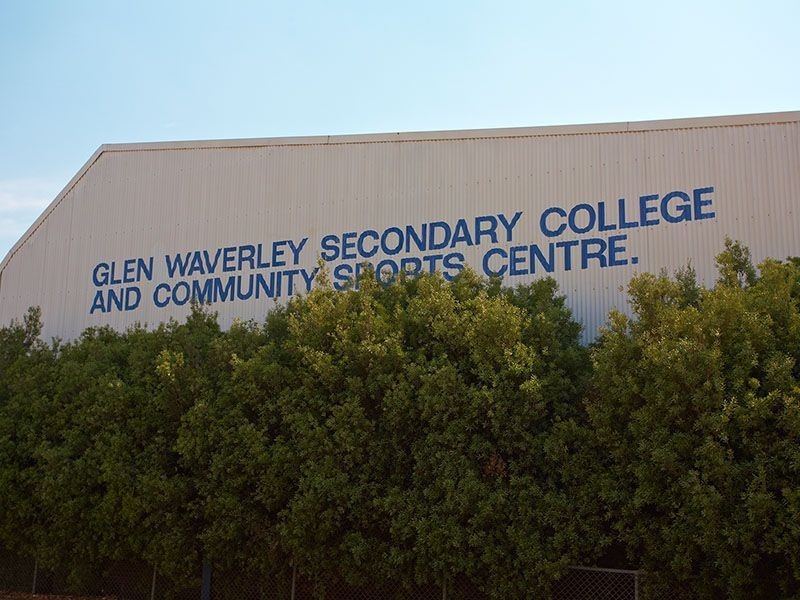 GLEN WAVERLEY SECONDARY COLLEGE
AND COMMUNITY SPORTS CENTRE.